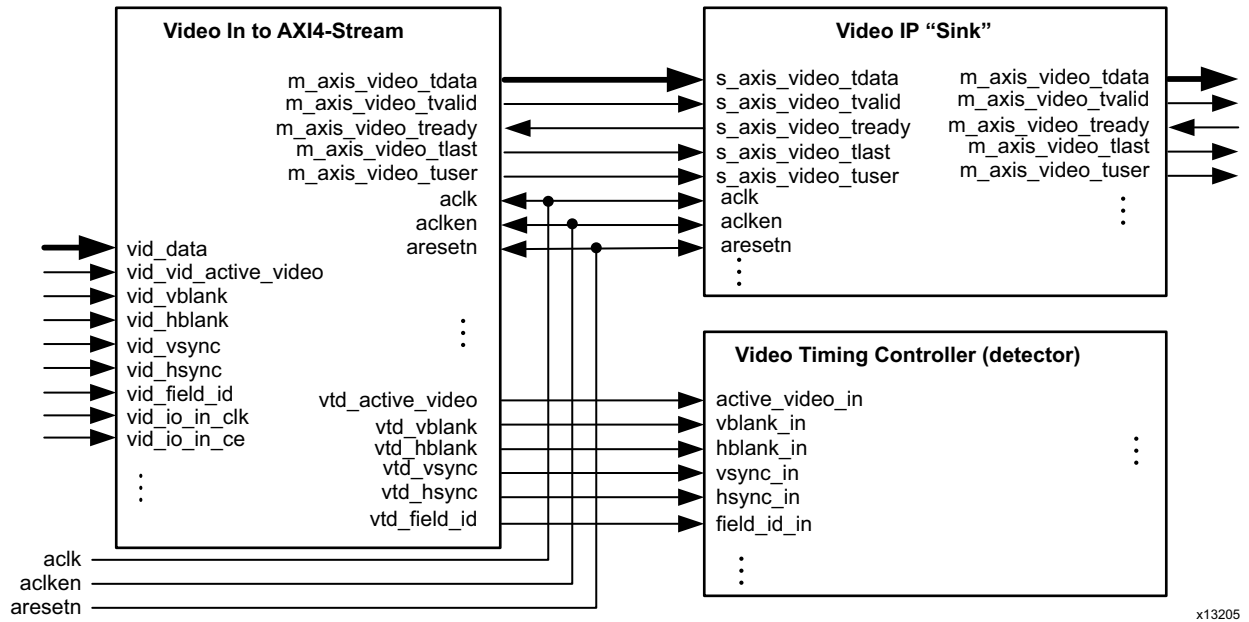 Video In to AXI4-Stream
m_axis_video_tdata
m_axis_video_tvalid
m_axis_video_tready
m_axis_video_tlast
m_axis_video_tuser
aclk
aclken
aresetn
vid_data
vid_vid_active_video
vid_vblank
vid_hblank
vid_vsync
vid_hsync
vid_field_id
vid_io_in_clk
vid_io_in_ce
vtd_active_video
vtd_vblank
vtd_hblank
vtd_vsync
vtd_hsync
vtd_field_id
Video IP “Sink”
s_axis_video_tdata
s_axis_video_tvalid
s_axis_video_tready
s_axis_video_tlast
s_axis_video_tuser
aclk
aclken
aresetn
m_axis_video_tdata
m_axis_video_tvalid
m_axis_video_tready
m_axis_video_tlast
m_axis_video_tuser
Video Timing Controller (detector)
active_video_in
vblank_in
hblank_in
vsync_in
hsync_in
field_id_in
aclk
aclken
aresetn
x13205